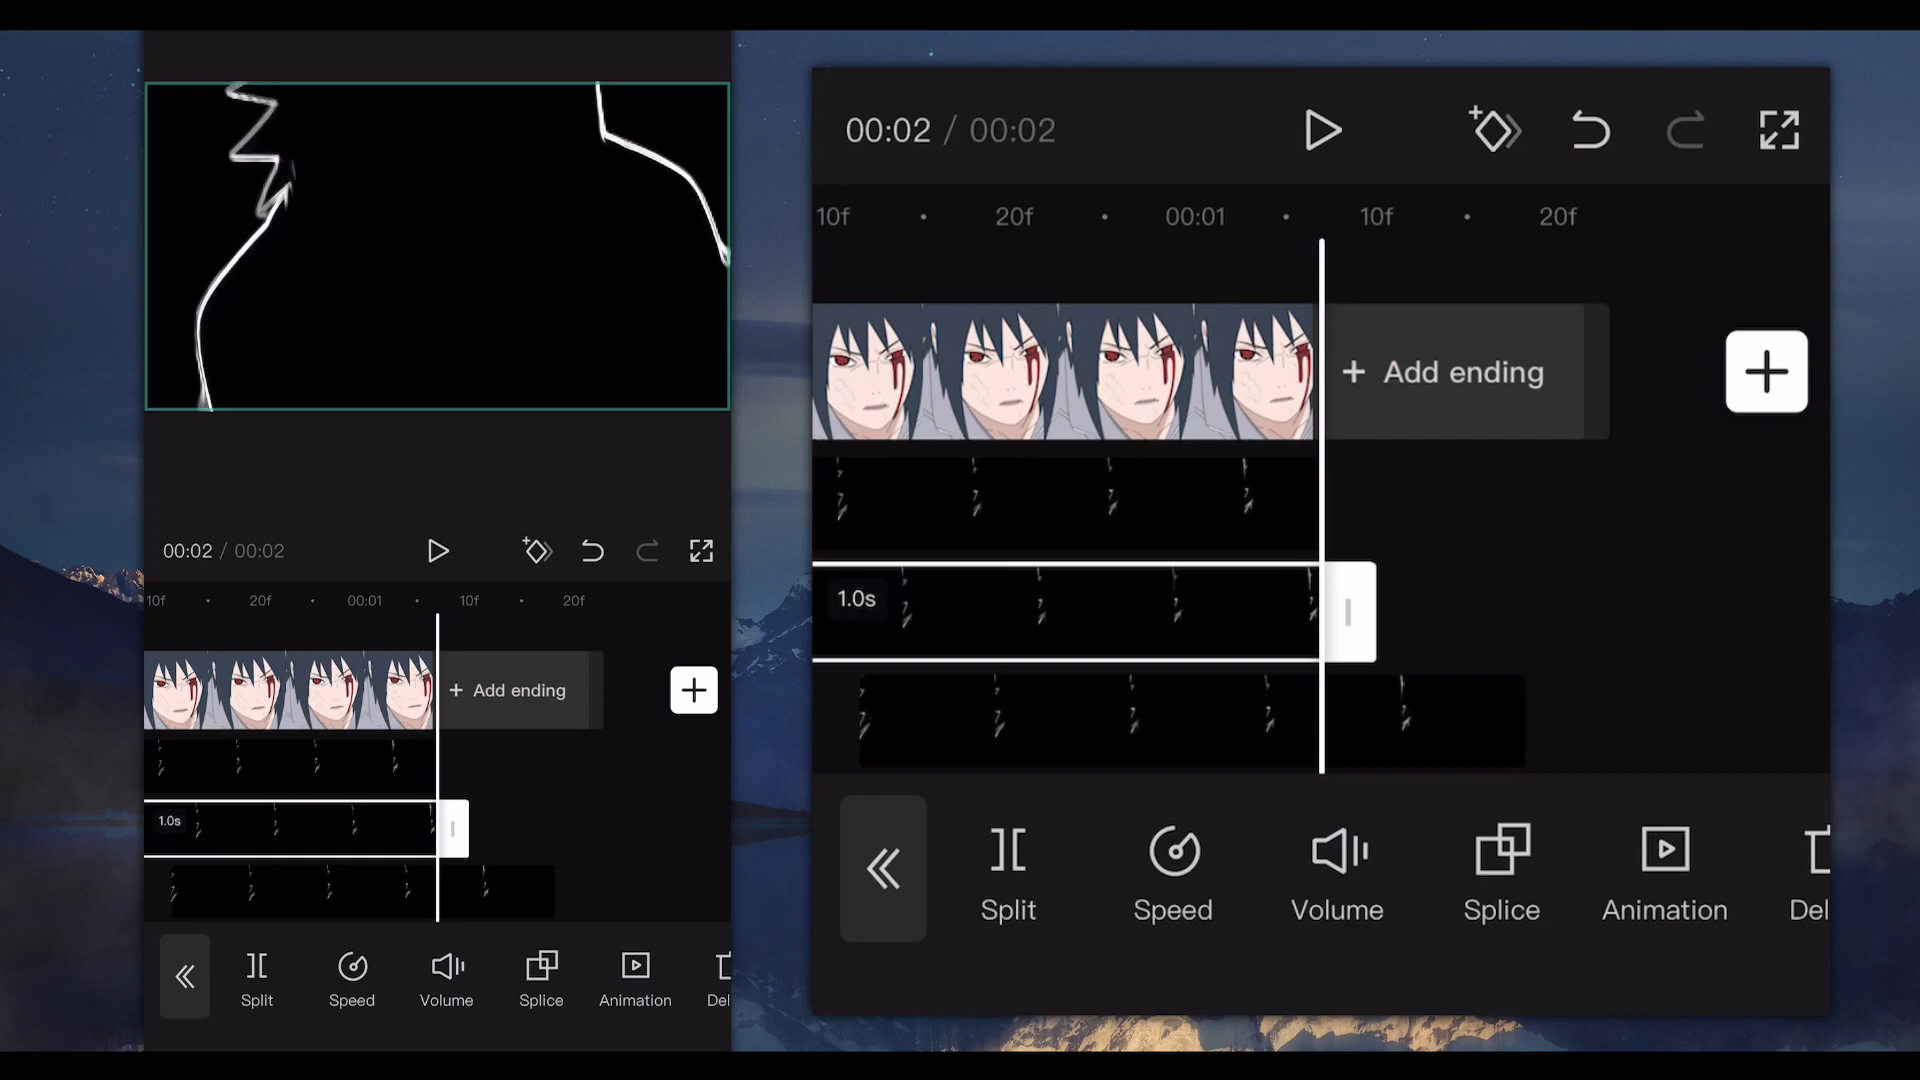 00:02 / 00:02
10f 20f 00:01 10f 20f
+ Add ending
1.0s
Split Speed Volume Splice Animation Del
00:02 / 00:02
10f 20f 00:01 10f 20f
+ Add ending
1.0s
Split Speed Volume Splice Animation Del